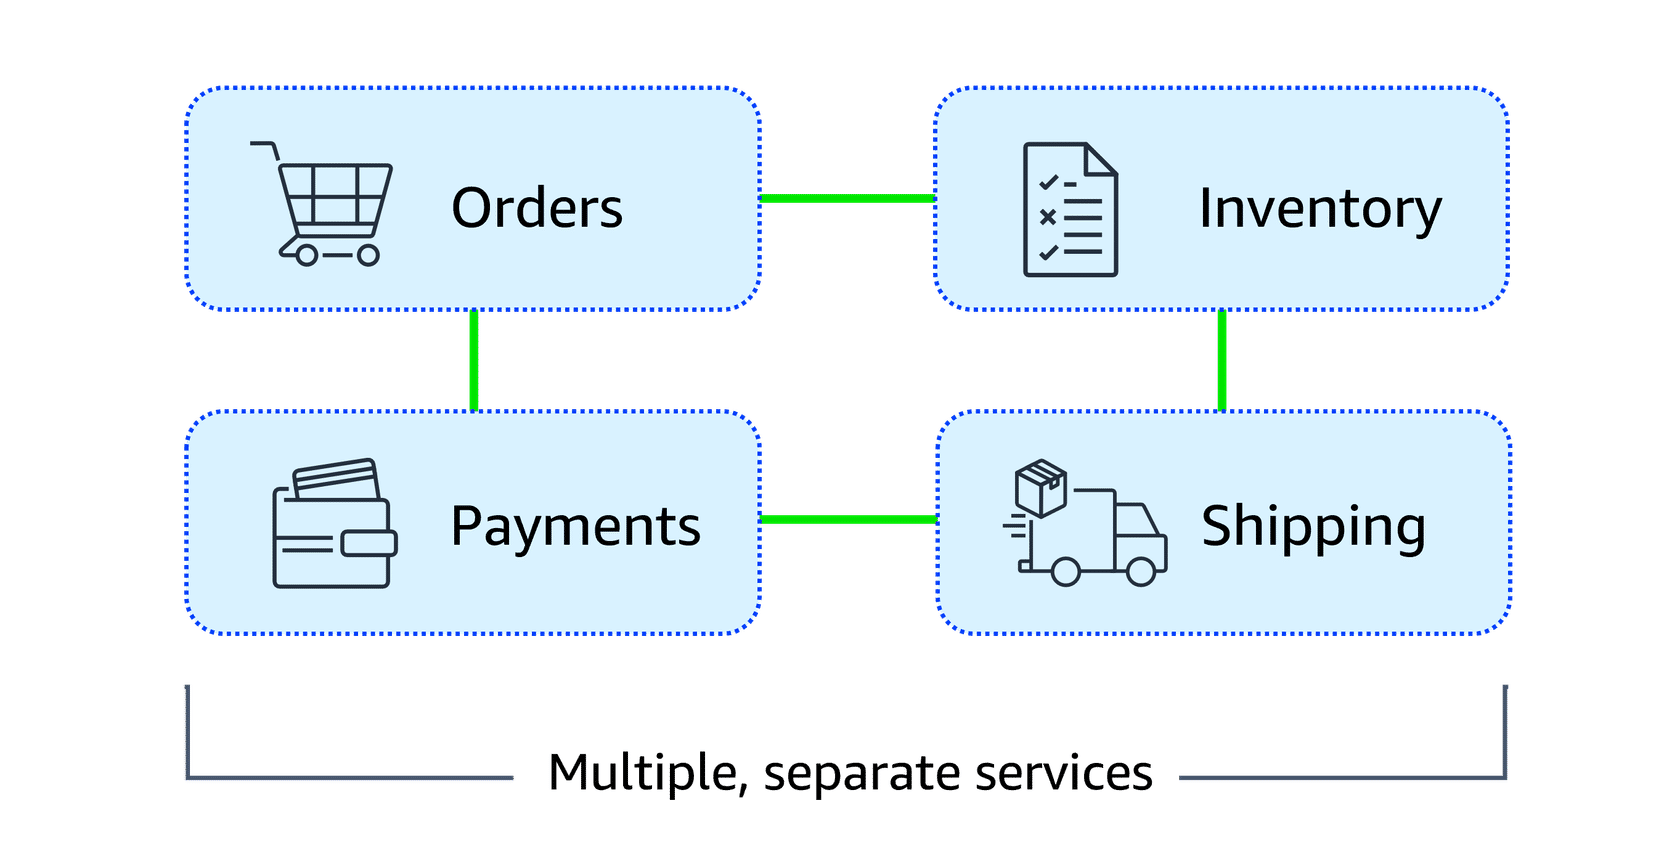 Orders
Inventory
Payments
Shipping
Multiple, separate services